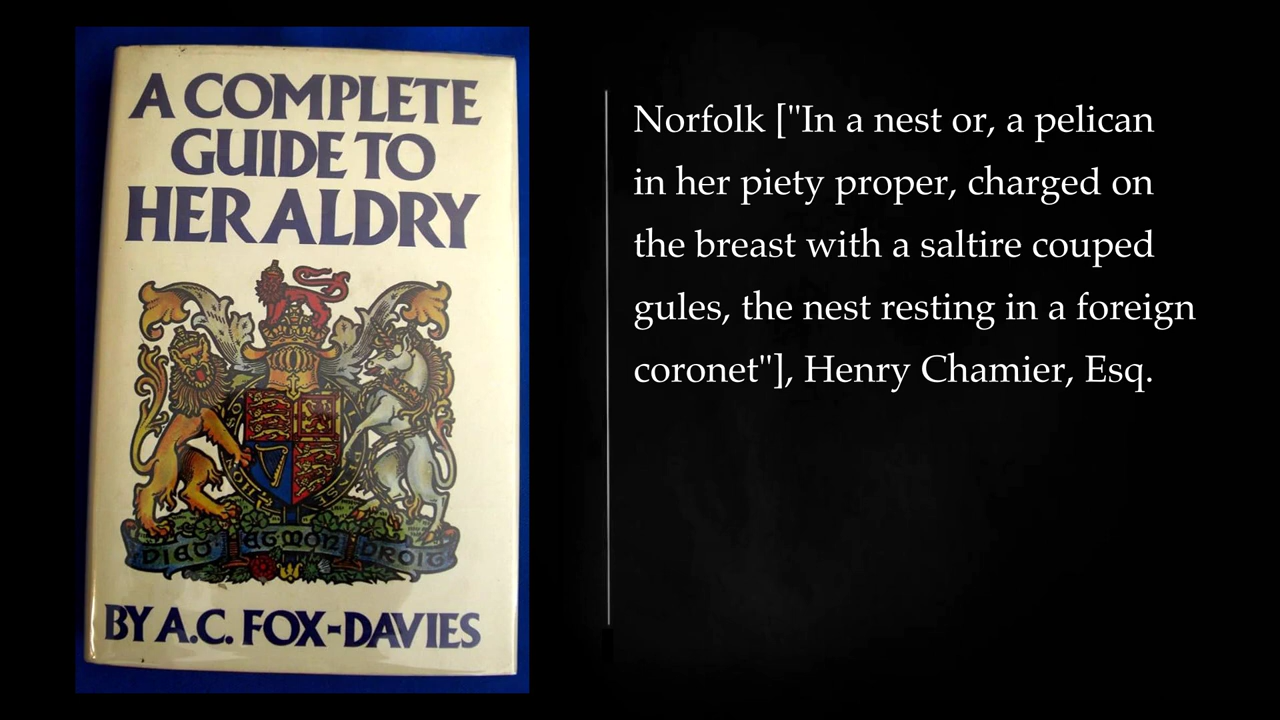 A COMPLETE
GUIDE TO
HERALDRY
DIEU ET MON DROIT
BY A.C. FOX-DAVIES
Norfolk ["In a nest or, a pelican
in her piety proper, charged on
the breast with a saltire couped
gules, the nest resting in a foreign
coronet"], Henry Chamier, Esq.